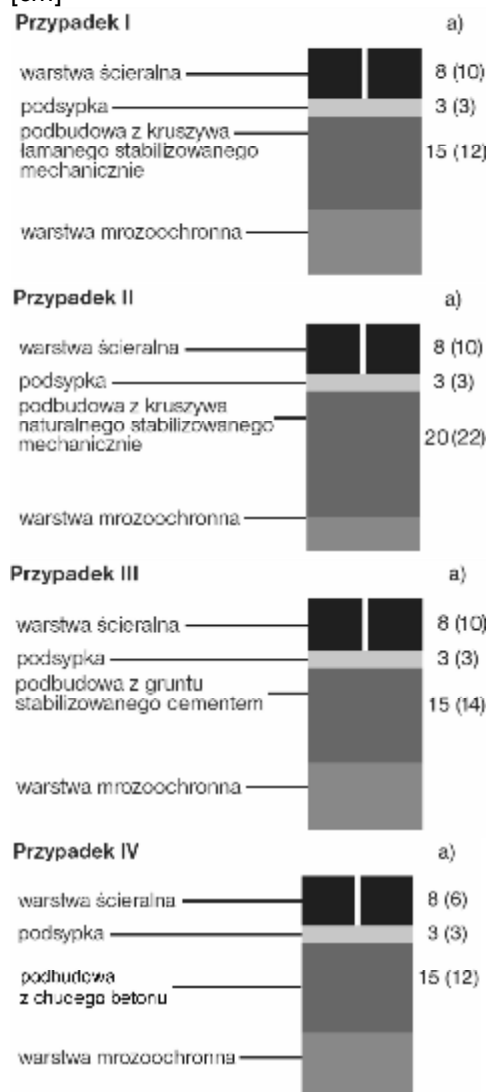 [cm]
Przypadek I a)
warstwa ścieralna 8 (10)
podsypka 3 (3)
podbudowa z kruszywa
łamanego stabilizowanego 15 (12)
mechanicznie
warstwa mrozoochronna
Przypadek II a)
warstwa ścieralna 8 (10)
podsypka 3 (3)
podbudowa z kruszywa
naturalnego stabilizowanego
mechanicznie 20(22)
warstwa mrozoochronna
Przypadek III a)
warstwa ścieralna 8 (10)
podsypka 3 (3)
podbudowa z gruntu
stabilizowanego cementem 15 (14)
warstwa mrozoochronna
Przypadek IV a)
warstwa ścieralna 8 (6)
podsypka 3 (3)
podbudowa 15 (12)
z chudego betonu
warstwa mrozoochronna